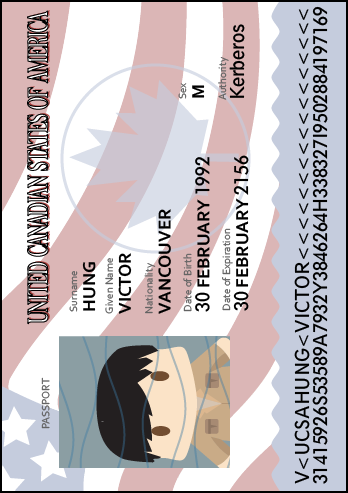 UNITED CANADIAN STATES OF AMERICA
PASSPORT
Surname
HUNG
Given Name
VICTOR
Nationality
VANCOUVER
Date of Birth
30 FEBRUARY 1992
Sex
M
Date of Expiration
30 FEBRUARY 2156
Authority
Kerberos
V<UCSAHUNG<VICTOR<<<<<<<<<<<<<<<<<<<
31415926S53589A7932Y3846264H33832719502884197169